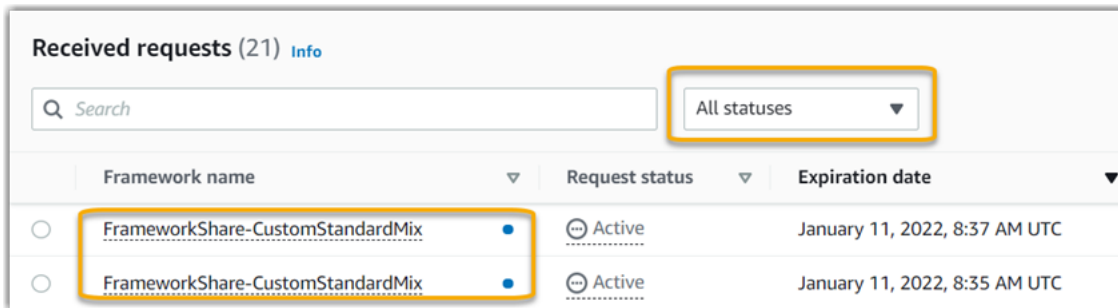 Received requests (21) Info
Search
All statuses
Framework name Request status Expiration date
FrameworkShare-CustomStandardMix Active January 11, 2022, 8:37 AM UTC
FrameworkShare-CustomStandardMix Active January 11, 2022, 8:35 AM UTC